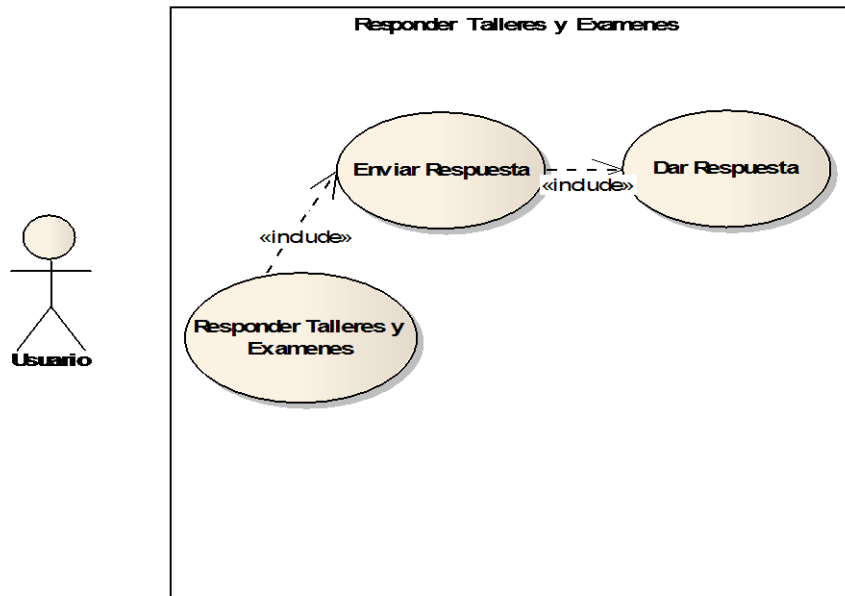 Responder Talleres y Examenes
Enviar Respuesta
«include»
Dar Respuesta
«include»
Responder Talleres y
Examenes
Usuario